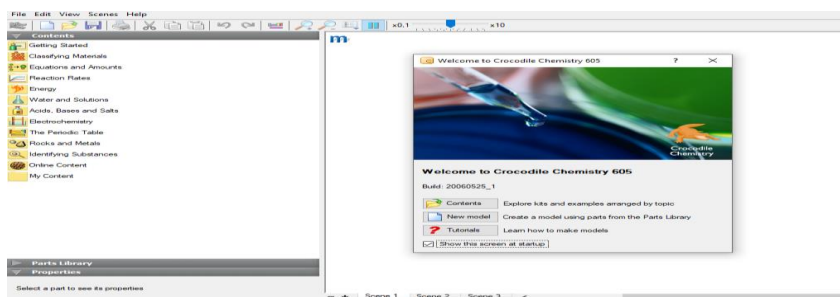 File Edit View Scenes Help
x0.1 x10
Contents
Getting Started
Classifying Materials
Equations and Amounts
Reaction Rates
Energy
Water and Solutions
Acids, Bases and Salts
Electrochemistry
The Periodic Table
Rocks and Metals
Identifying Substances
Online Content
My Content
Parts Library
Properties
Select a part to see its properties
m
Welcome to Crocodile Chemistry 605 ?
Crocodile
Chemistry
Welcome to Crocodile Chemistry 605
Build: 20060525_1
Contents Explore kits and examples arranged by topic
New model Create a model using parts from the Parts Library
? Tutorials Learn how to make models
Show this screen at startup
Scene 1 Scene 2 Scene 3